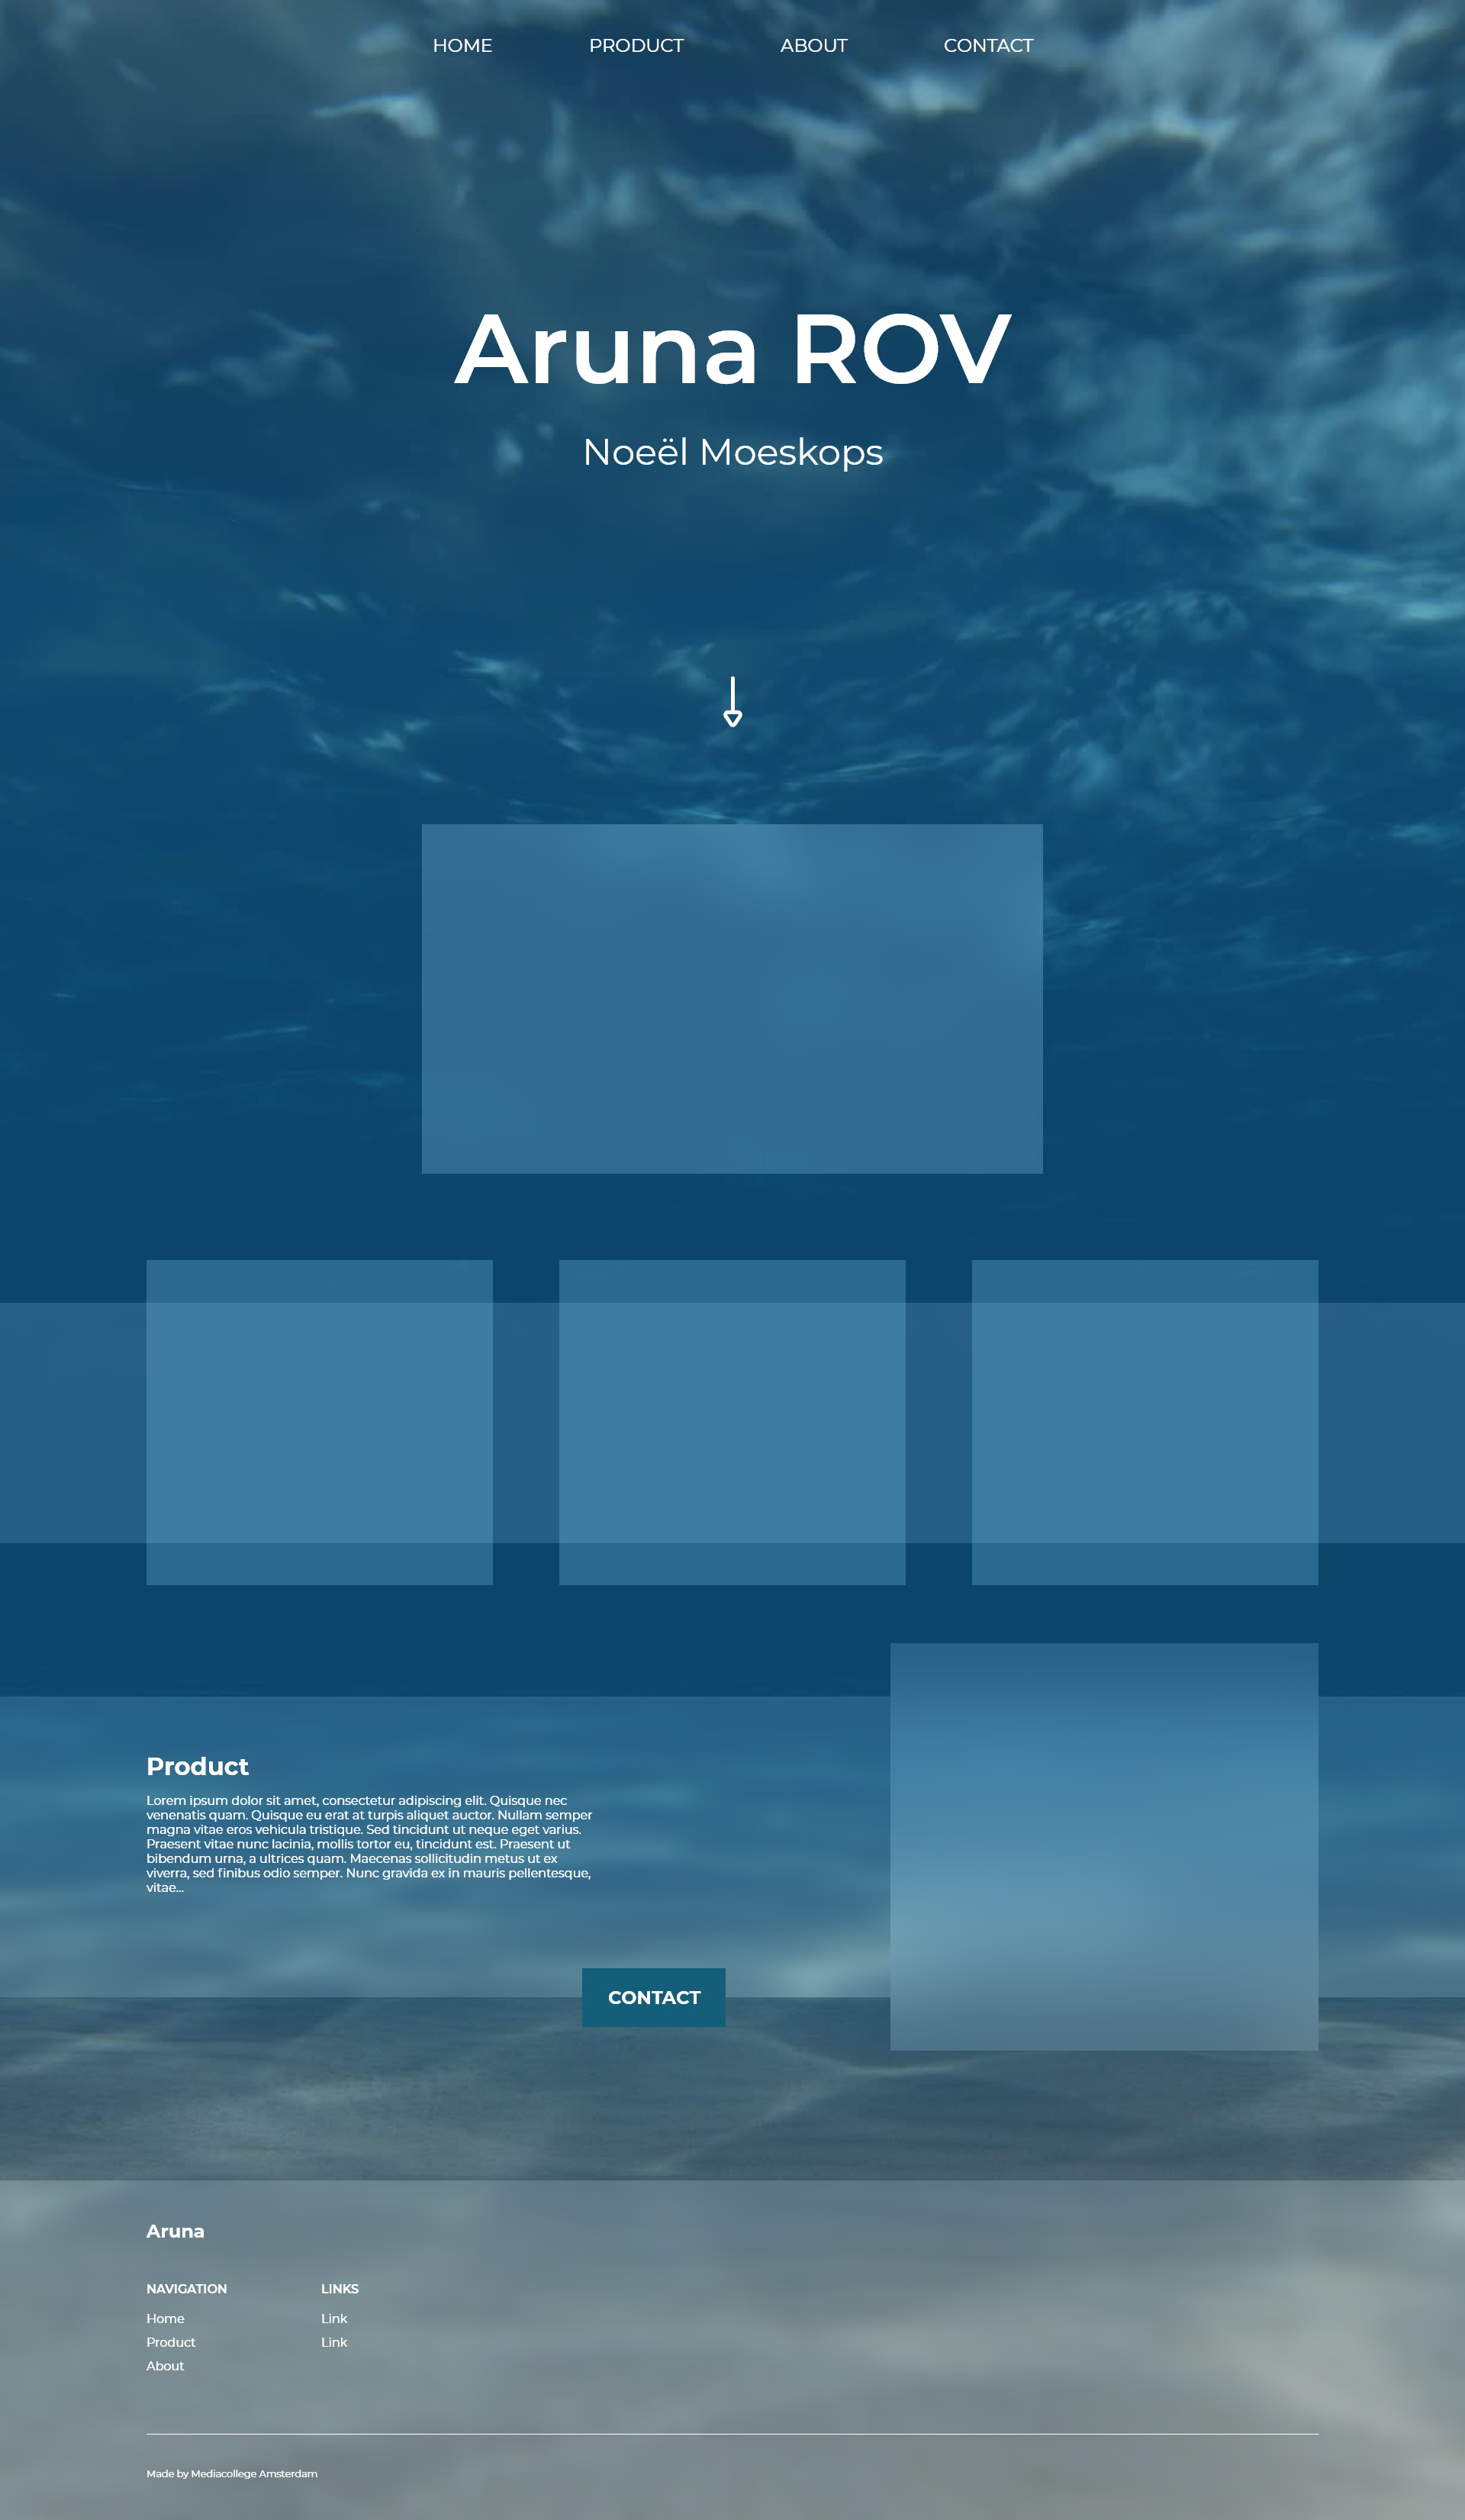 HOME PRODUCT ABOUT CONTACT
Aruna ROV
Noeël Moeskops
Product
Lorem ipsum dolor sit amet, consectetur adipiscing elit. Quisque nec
venenatis quam. Quisque eu erat at turpis aliquet auctor. Nullam semper
magna vitae eros vehicula tristique. Sed tincidunt ut neque eget varius.
Praesent vitae nunc lacinia, mollis tortor eu, tincidunt est. Praesent ut
bibendum urna, a ultrices quam. Maecenas sollicitudin metus ut ex
viverra, sed finibus odio semper. Nunc gravida ex in mauris pellentesque,
vitae...
CONTACT
Aruna
NAVIGATION
Home
Product
About
LINKS
Link
Link
Made by Mediacollege Amsterdam